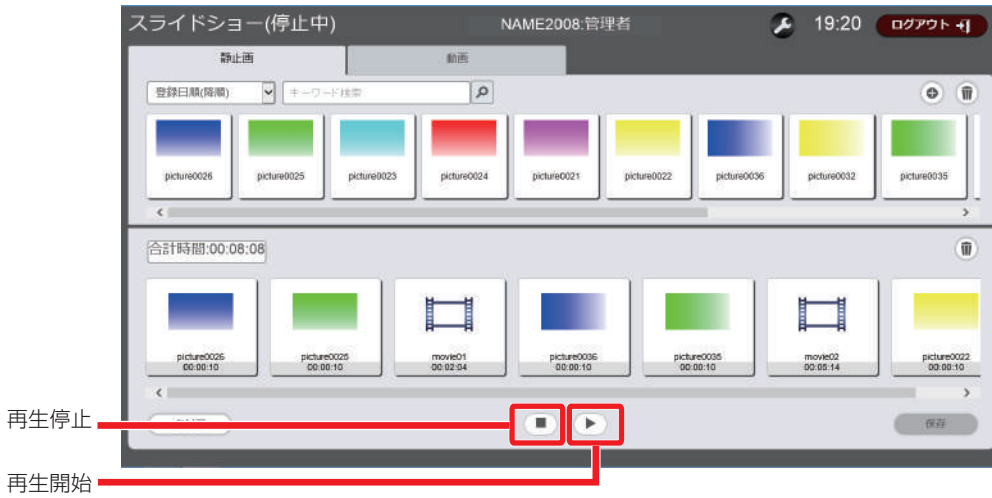 スライドショー(停止中)
NAME2008:管理者
19:20
ログアウト
静止画
動画
登録日順(降順)
キーワード検索
picture0026
picture0025
picture0023
picture0024
picture0021
picture0022
picture0036
picture0032
picture0035
合計時間:00:08:08
picture0026
00:00:10
picture0025
00:00:10
movie01
00:02:04
picture0036
00:00:10
picture0035
00:00:10
movie02
00:05:14
picture0022
00:00:10
再生停止
保存
再生開始